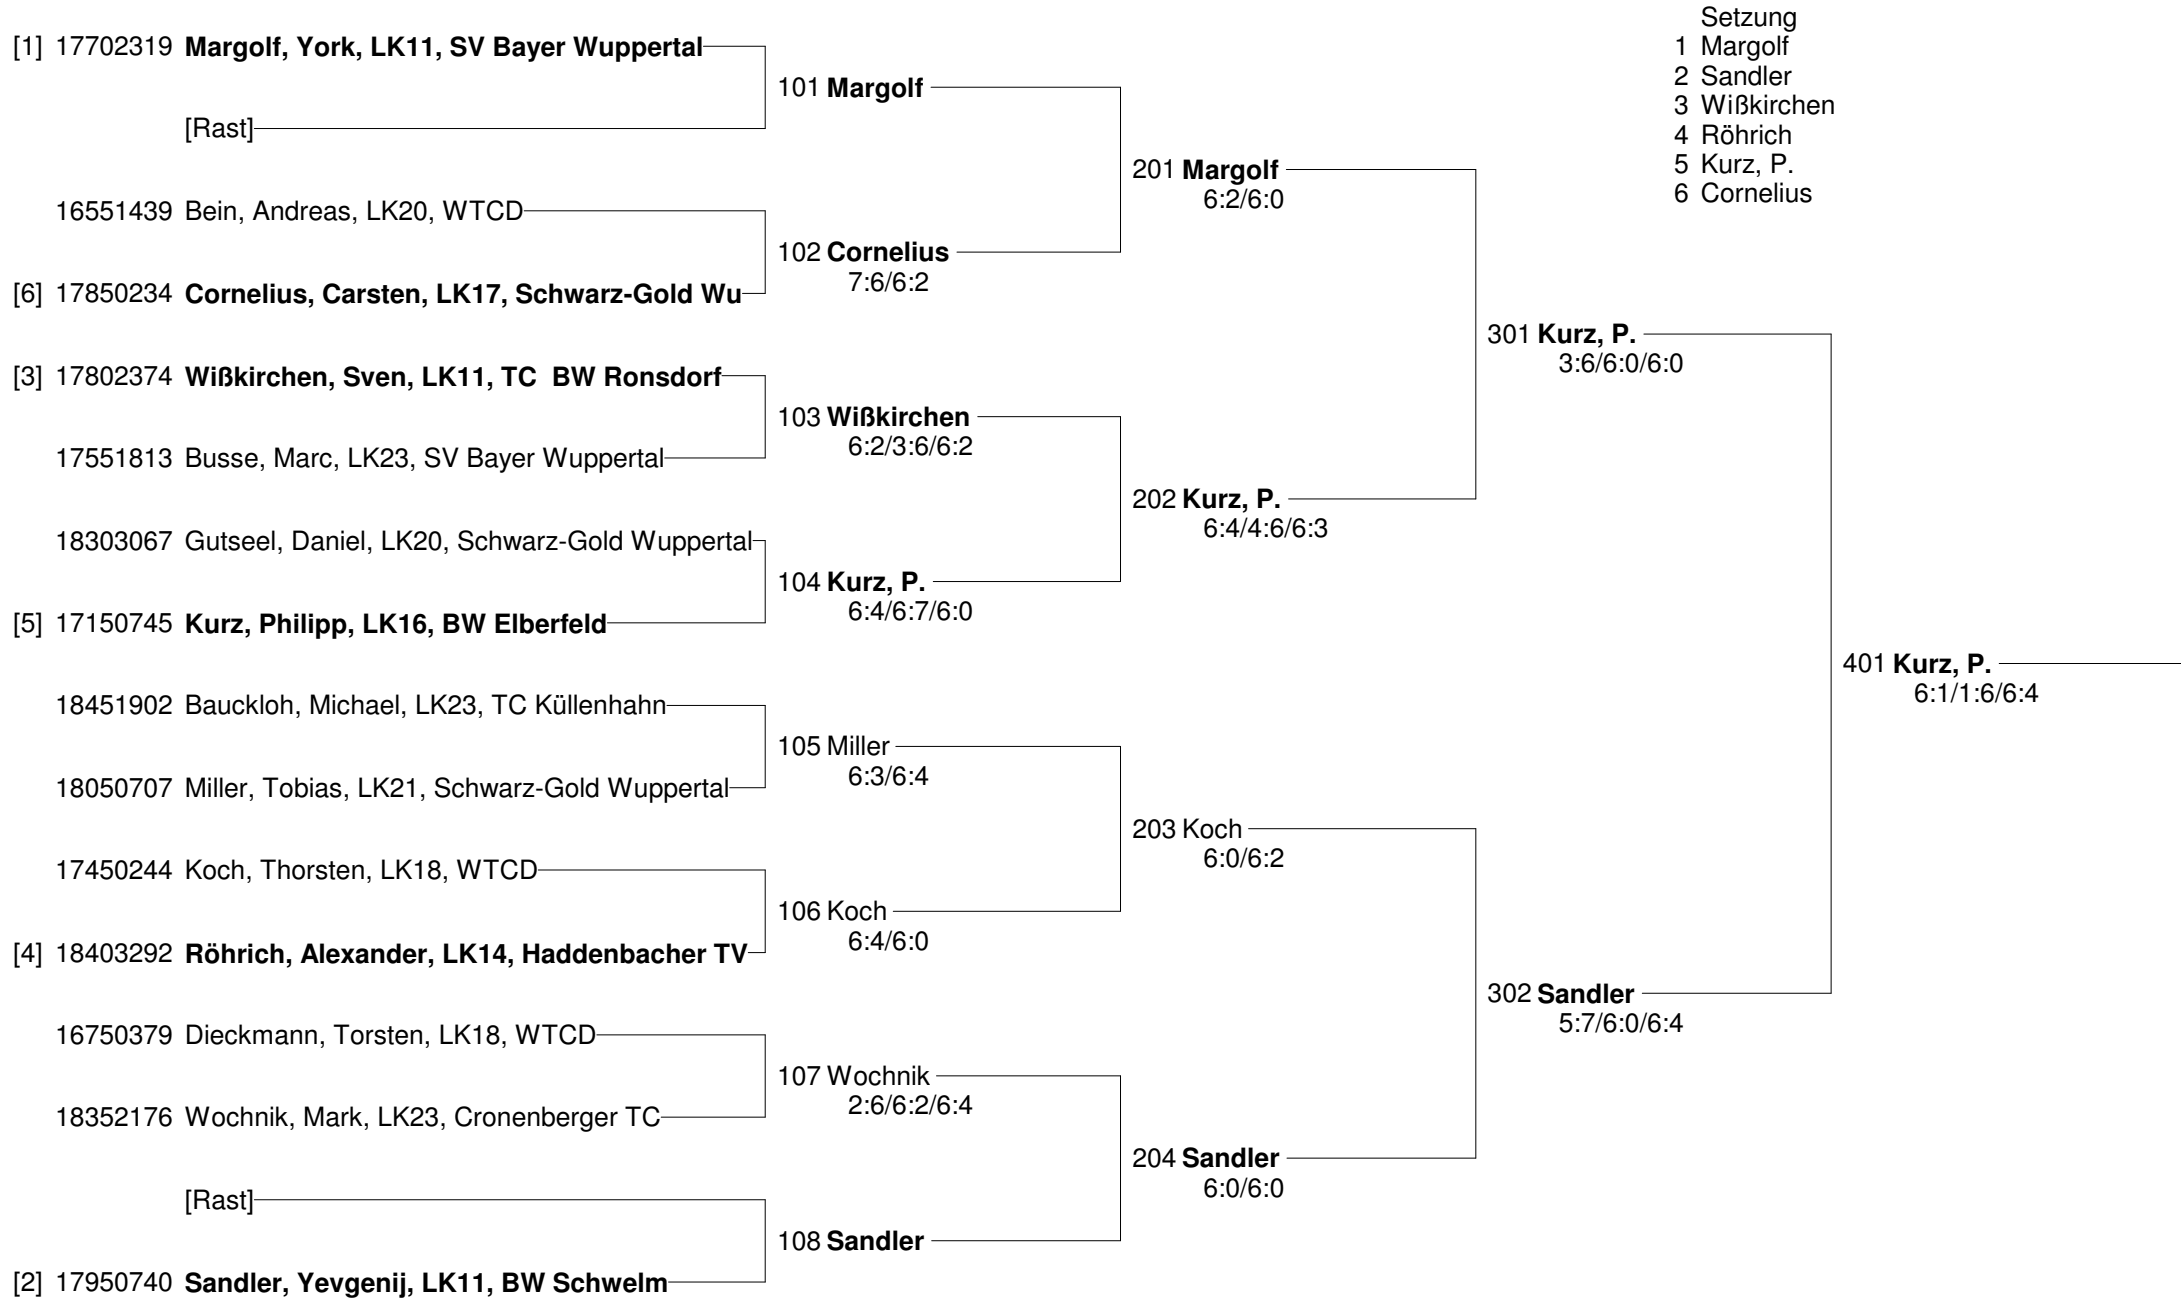 Setzung
1 Margolf
2 Sandler
3 Wißkirchen
4 Röhrich
5 Kurz, P.
6 Cornelius
[1] 17702319 Margolf, York, LK11, SV Bayer Wuppertal
[Rast]
16551439 Bein, Andreas, LK20, WTCD
[6] 17850234 Cornelius, Carsten, LK17, Schwarz-Gold Wu
[3] 17802374 Wißkirchen, Sven, LK11, TC  BW Ronsdorf
17551813 Busse, Marc, LK23, SV Bayer Wuppertal
18303067 Gutseel, Daniel, LK20, Schwarz-Gold Wuppertal
[5] 17150745 Kurz, Philipp, LK16, BW Elberfeld
18451902 Bauckloh, Michael, LK23, TC Küllenhahn
18050707 Miller, Tobias, LK21, Schwarz-Gold Wuppertal
17450244 Koch, Thorsten, LK18, WTCD
[4] 18403292 Röhrich, Alexander, LK14, Haddenbacher TV
16750379 Dieckmann, Torsten, LK18, WTCD
18352176 Wochnik, Mark, LK23, Cronenberger TC
[Rast]
[2] 17950740 Sandler, Yevgenij, LK11, BW Schwelm
101 Margolf
102 Cornelius
7:6/6:2
103 Wißkirchen
6:2/3:6/6:2
104 Kurz, P.
6:4/6:7/6:0
105 Miller
6:3/6:4
106 Koch
6:4/6:0
107 Wochnik
2:6/6:2/6:4
108 Sandler
201 Margolf
6:2/6:0
202 Kurz, P.
6:4/4:6/6:3
203 Koch
6:0/6:2
204 Sandler
6:0/6:0
301 Kurz, P.
3:6/6:0/6:0
302 Sandler
5:7/6:0/6:4
401 Kurz, P.
6:1/1:6/6:4